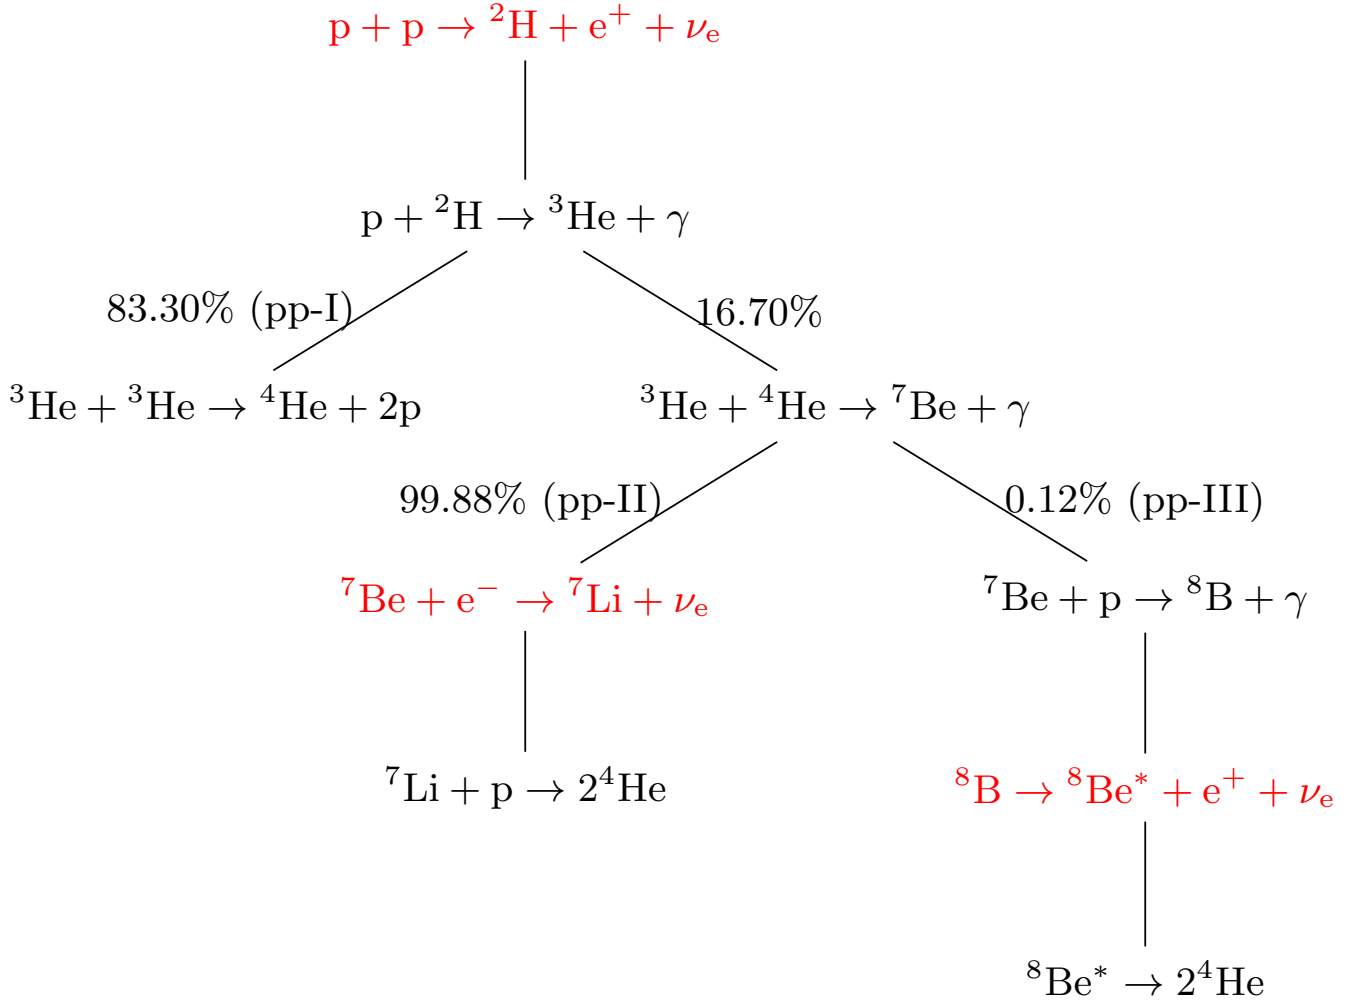 p + p → ²H + e⁺ + νₑ
p + ²H → ³He + γ
83.30% (pp-I)
16.70%
³He + ³He → ⁴He + 2p
³He + ⁴He → ⁷Be + γ
99.88% (pp-II)
0.12% (pp-III)
⁷Be + e⁻ → ⁷Li + νₑ
⁷Be + p → ⁸B + γ
⁷Li + p → 2⁴He
⁸B → ⁸Be* + e⁺ + νₑ
⁸Be* → 2⁴He